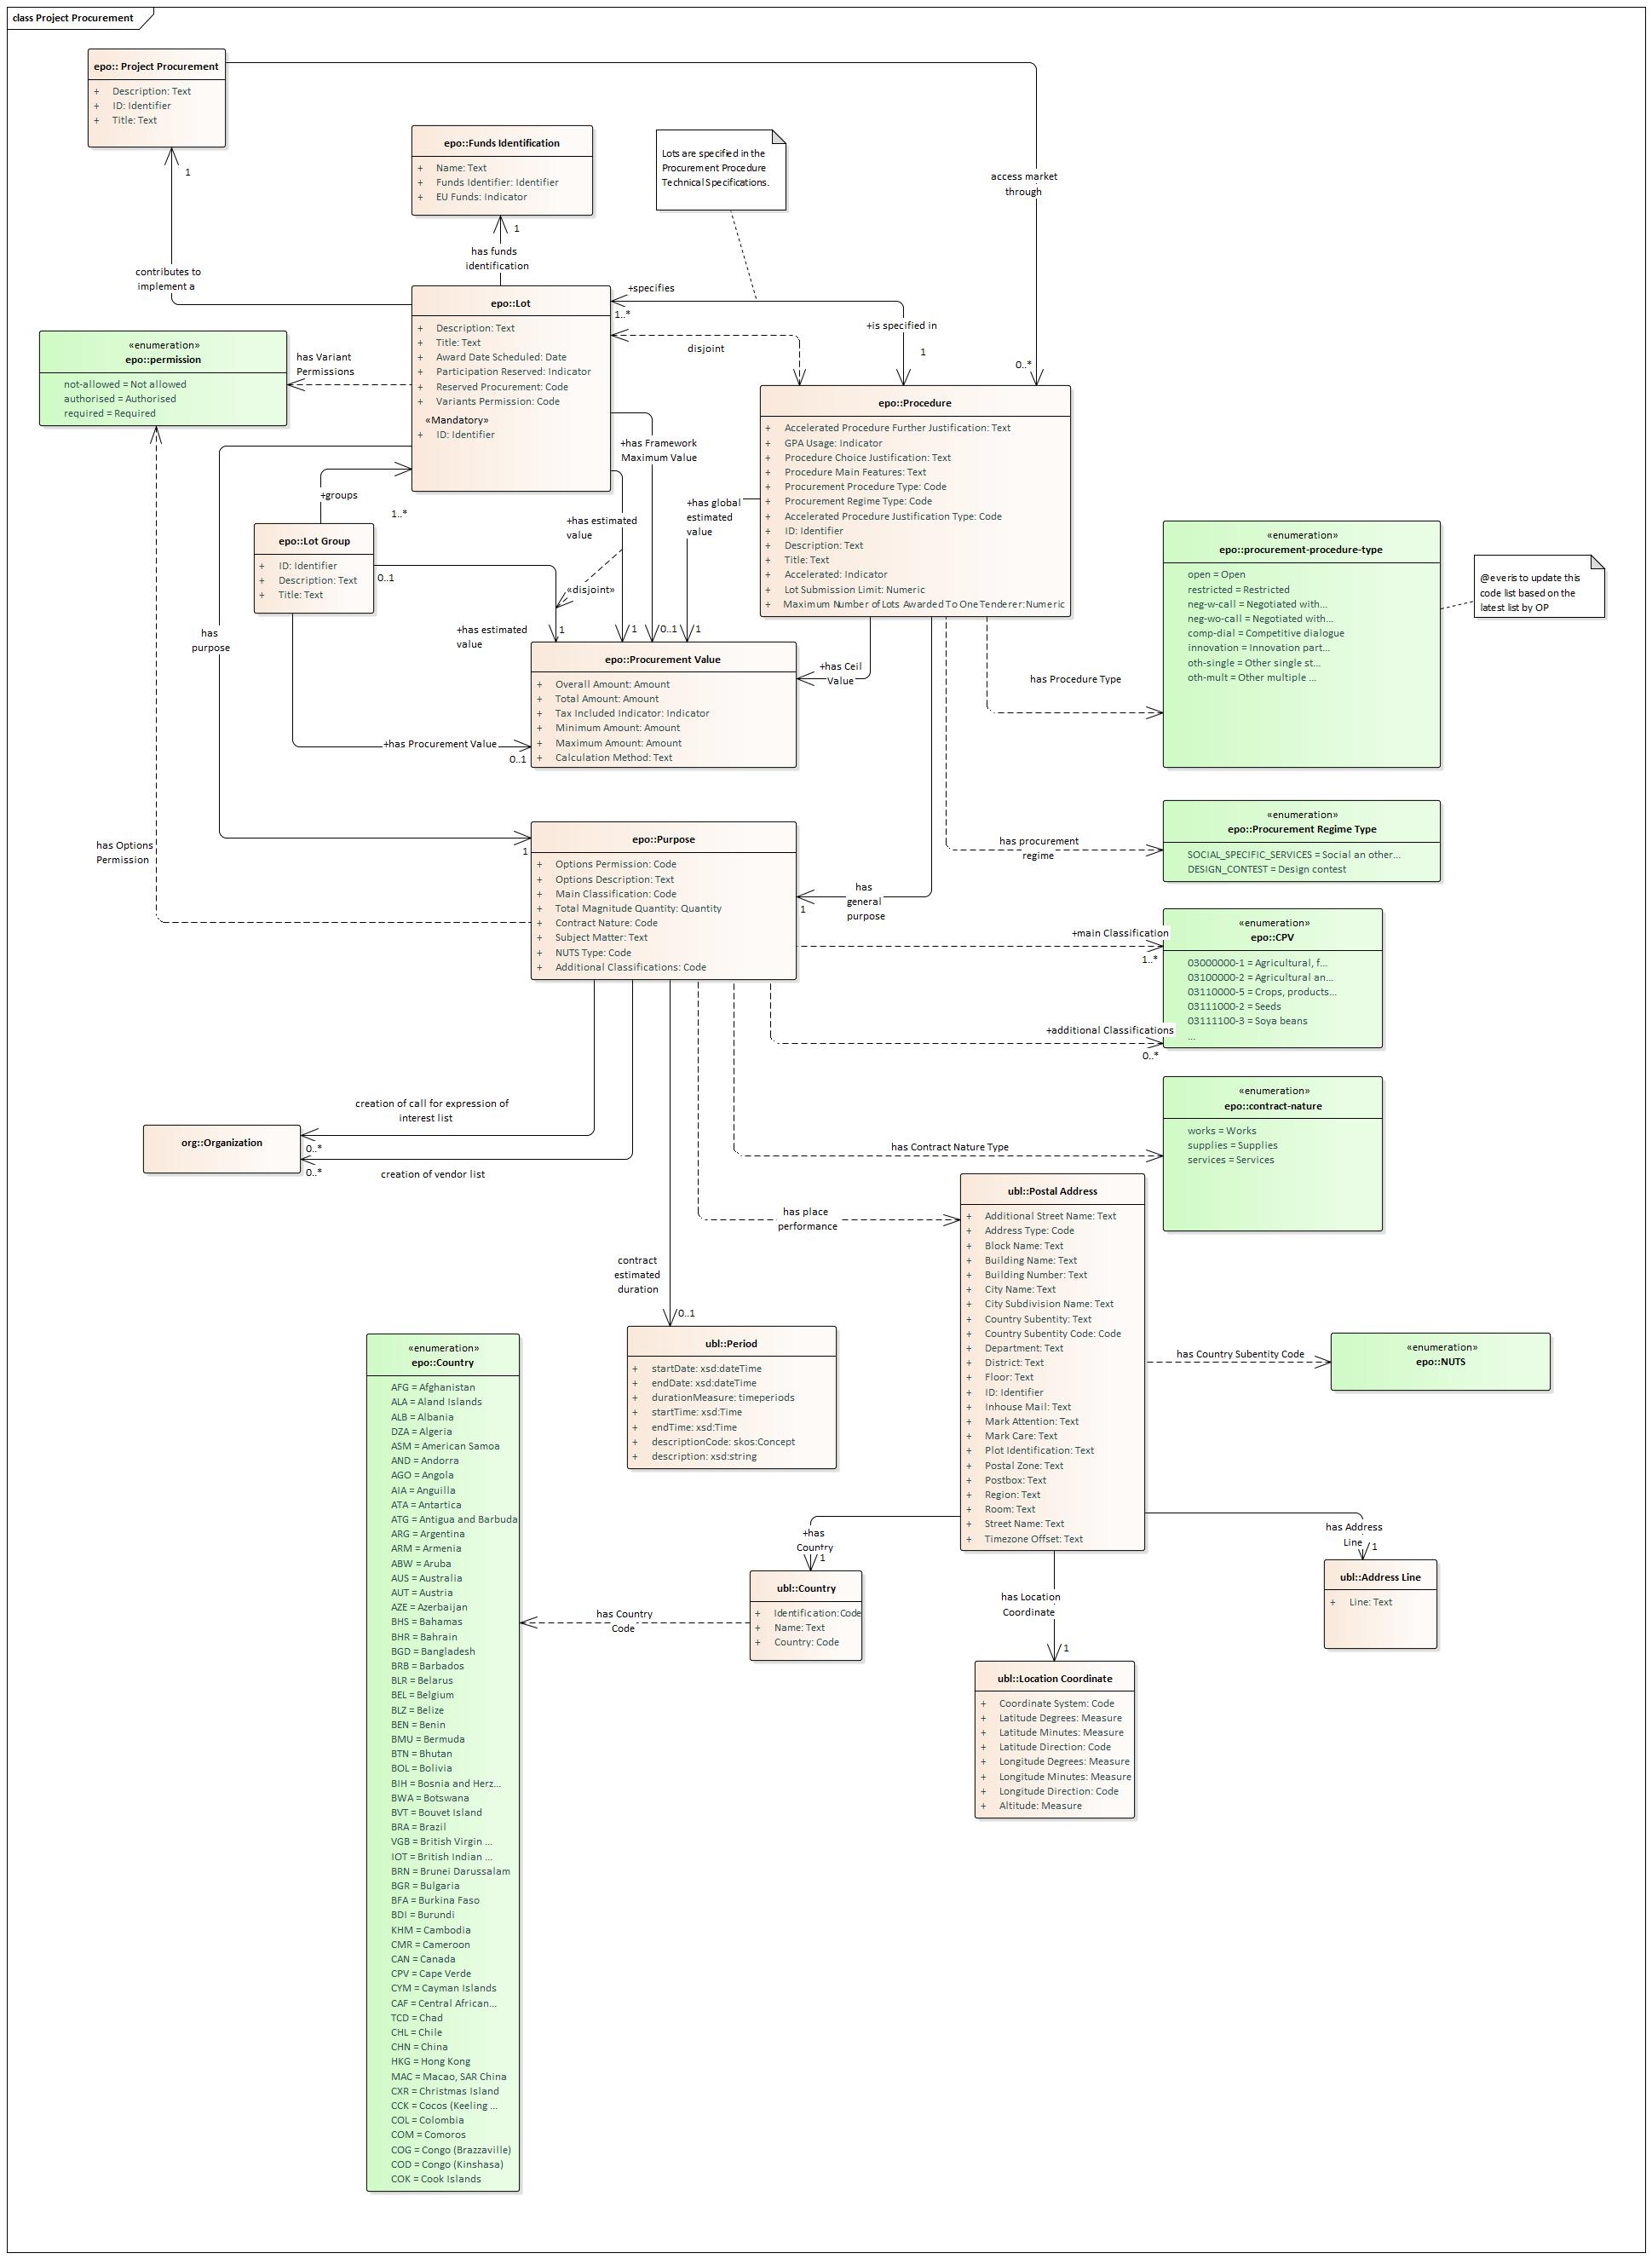 class Project Procurement
epo:: Project Procurement
+ Description: Text
+ ID: Identifier
+ Title: Text
1
contributes to
implement a
access market
through
0..*
epo::Funds Identification
+ Name: Text
+ Funds Identifier: Identifier
+ EU Funds: Indicator
1
has funds
identification
Lots are specified in the
Procurement Procedure
Technical Specifications.
epo::Lot
+ Description: Text
+ Title: Text
+ Award Date Scheduled: Date
+ Participation Reserved: Indicator
+ Reserved Procurement: Code
+ Variants Permission: Code
«Mandatory»
+ ID: Identifier
+specifies
1..*
+is specified in
1
disjoint
«enumeration»
epo::permission
not-allowed = Not allowed
authorised = Authorised
required = Required
has Variant
Permissions
epo::Procedure
+ Accelerated Procedure Further Justification: Text
+ GPA Usage: Indicator
+ Procedure Choice Justification: Text
+ Procedure Main Features: Text
+ Procurement Procedure Type: Code
+ Procurement Regime Type: Code
+ Accelerated Procedure Justification Type: Code
+ ID: Identifier
+ Description: Text
+ Title: Text
+ Accelerated: Indicator
+ Lot Submission Limit: Numeric
+ Maximum Number of Lots Awarded To One Tenderer: Numeric
+has Framework
Maximum Value
+groups
1..*
+has global
estimated
value
+has estimated
value
epo::Lot Group
+ ID: Identifier
+ Description: Text
+ Title: Text
0..1
«disjoint»
+has estimated
value
1
1
0..1
1
has
purpose
«enumeration»
epo::procurement-procedure-type
open = Open
restricted = Restricted
neg-w-call = Negotiated with...
neg-wo-call = Negotiated with...
comp-dial = Competitive dialogue
innovation = Innovation part...
oth-single = Other single st...
oth-mult = Other multiple ...
@everis to update this
code list based on the
latest list by OP
epo::Procurement Value
+ Overall Amount: Amount
+ Total Amount: Amount
+ Tax Included Indicator: Indicator
+ Minimum Amount: Amount
+ Maximum Amount: Amount
+ Calculation Method: Text
+has Ceil
Value
has Procedure Type
+has Procurement Value
0..1
«enumeration»
epo::Procurement Regime Type
SOCIAL_SPECIFIC_SERVICES = Social an other...
DESIGN_CONTEST = Design contest
has procurement
regime
has Options
Permission
1
epo::Purpose
+ Options Permission: Code
+ Options Description: Text
+ Main Classification: Code
+ Total Magnitude Quantity: Quantity
+ Contract Nature: Code
+ Subject Matter: Text
+ NUTS Type: Code
+ Additional Classifications: Code
has
general
purpose
1
+main Classification
1..*
«enumeration»
epo::CPV
03000000-1 = Agricultural, f...
03100000-2 = Agricultural an...
03110000-5 = Crops, products...
03111000-2 = Seeds
03111100-3 = Soya beans
...
+additional Classifications
0..*
«enumeration»
epo::contract-nature
works = Works
supplies = Supplies
services = Services
has Contract Nature Type
creation of call for expression of
interest list
org::Organization
0..*
0..*
creation of vendor list
has place
performance
ubl::Postal Address
+ Additional Street Name: Text
+ Address Type: Code
+ Block Name: Text
+ Building Name: Text
+ Building Number: Text
+ City Name: Text
+ City Subdivision Name: Text
+ Country Subentity: Text
+ Country Subentity Code: Code
+ Department: Text
+ District: Text
+ Floor: Text
+ ID: Identifier
+ Inhouse Mail: Text
+ Mark Attention: Text
+ Mark Care: Text
+ Plot Identification: Text
+ Postal Zone: Text
+ Postbox: Text
+ Region: Text
+ Room: Text
+ Street Name: Text
+ Timezone Offset: Text
contract
estimated
duration
0..1
ubl::Period
+ startDate: xsd:dateTime
+ endDate: xsd:dateTime
+ durationMeasure: timeperiods
+ startTime: xsd:Time
+ endTime: xsd:Time
+ descriptionCode: skos:Concept
+ description: xsd:string
has Country Subentity Code
«enumeration»
epo::NUTS
«enumeration»
epo::Country
AFG = Afghanistan
ALA = Aland Islands
ALB = Albania
DZA = Algeria
ASM = American Samoa
AND = Andorra
AGO = Angola
AIA = Anguilla
ATA = Antartica
ATG = Antigua and Barbuda
ARG = Argentina
ARM = Armenia
ABW = Aruba
AUS = Australia
AUT = Austria
AZE = Azerbaijan
BHS = Bahamas
BHR = Bahrain
BGD = Bangladesh
BRB = Barbados
BLR = Belarus
BEL = Belgium
BLZ = Belize
BEN = Benin
BMU = Bermuda
BTN = Bhutan
BOL = Bolivia
BIH = Bosnia and Herz...
BWA = Botswana
BVT = Bouvet Island
BRA = Brazil
VGB = British Virgin ...
IOT = British Indian ...
BRN = Brunei Darussalam
BGR = Bulgaria
BFA = Burkina Faso
BDI = Burundi
KHM = Cambodia
CMR = Cameroon
CAN = Canada
CPV = Cape Verde
CYM = Cayman Islands
CAF = Central African...
TCD = Chad
CHL = Chile
CHN = China
HKG = Hong Kong
MAC = Macao, SAR China
CXR = Christmas Island
CCK = Cocos (Keeling ...
COL = Colombia
COM = Comoros
COG = Congo (Brazzaville)
COD = Congo (Kinshasa)
COK = Cook Islands
+has
Country
1
has Address
Line
1
ubl::Country
+ Identification: Code
+ Name: Text
+ Country: Code
has Country
Code
has Location
Coordinate
1
ubl::Address Line
+ Line: Text
ubl::Location Coordinate
+ Coordinate System: Code
+ Latitude Degrees: Measure
+ Latitude Minutes: Measure
+ Latitude Direction: Code
+ Longitude Degrees: Measure
+ Longitude Minutes: Measure
+ Longitude Direction: Code
+ Altitude: Measure